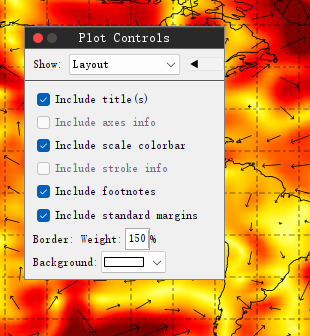 Plot Controls
Show: Layout
Include title(s)
Include axes info
Include scale colorbar
Include stroke info
Include footnotes
Include standard margins
Border: Weight: 150 %
Background: